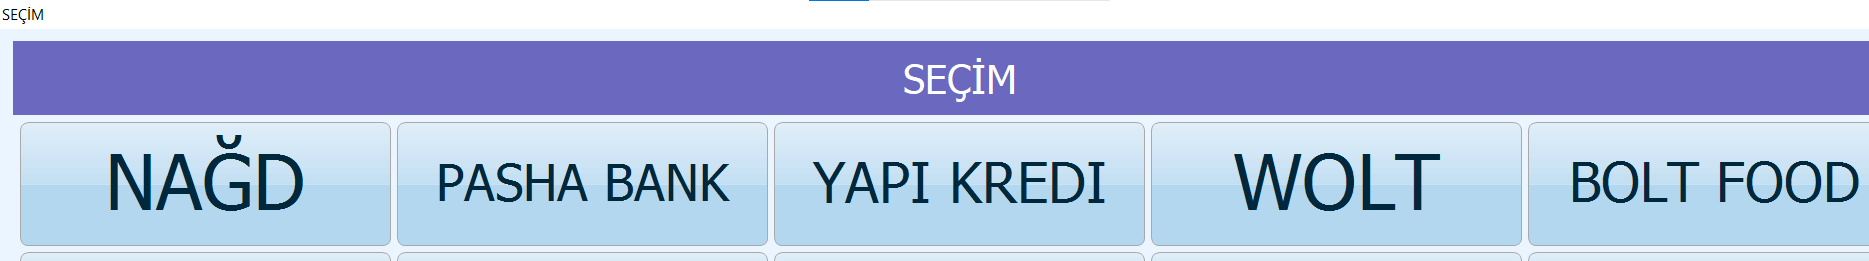 SEÇİM
SEÇİM
NAĞD
PASHA BANK
YAPI KREDI
WOLT
BOLT FOOD